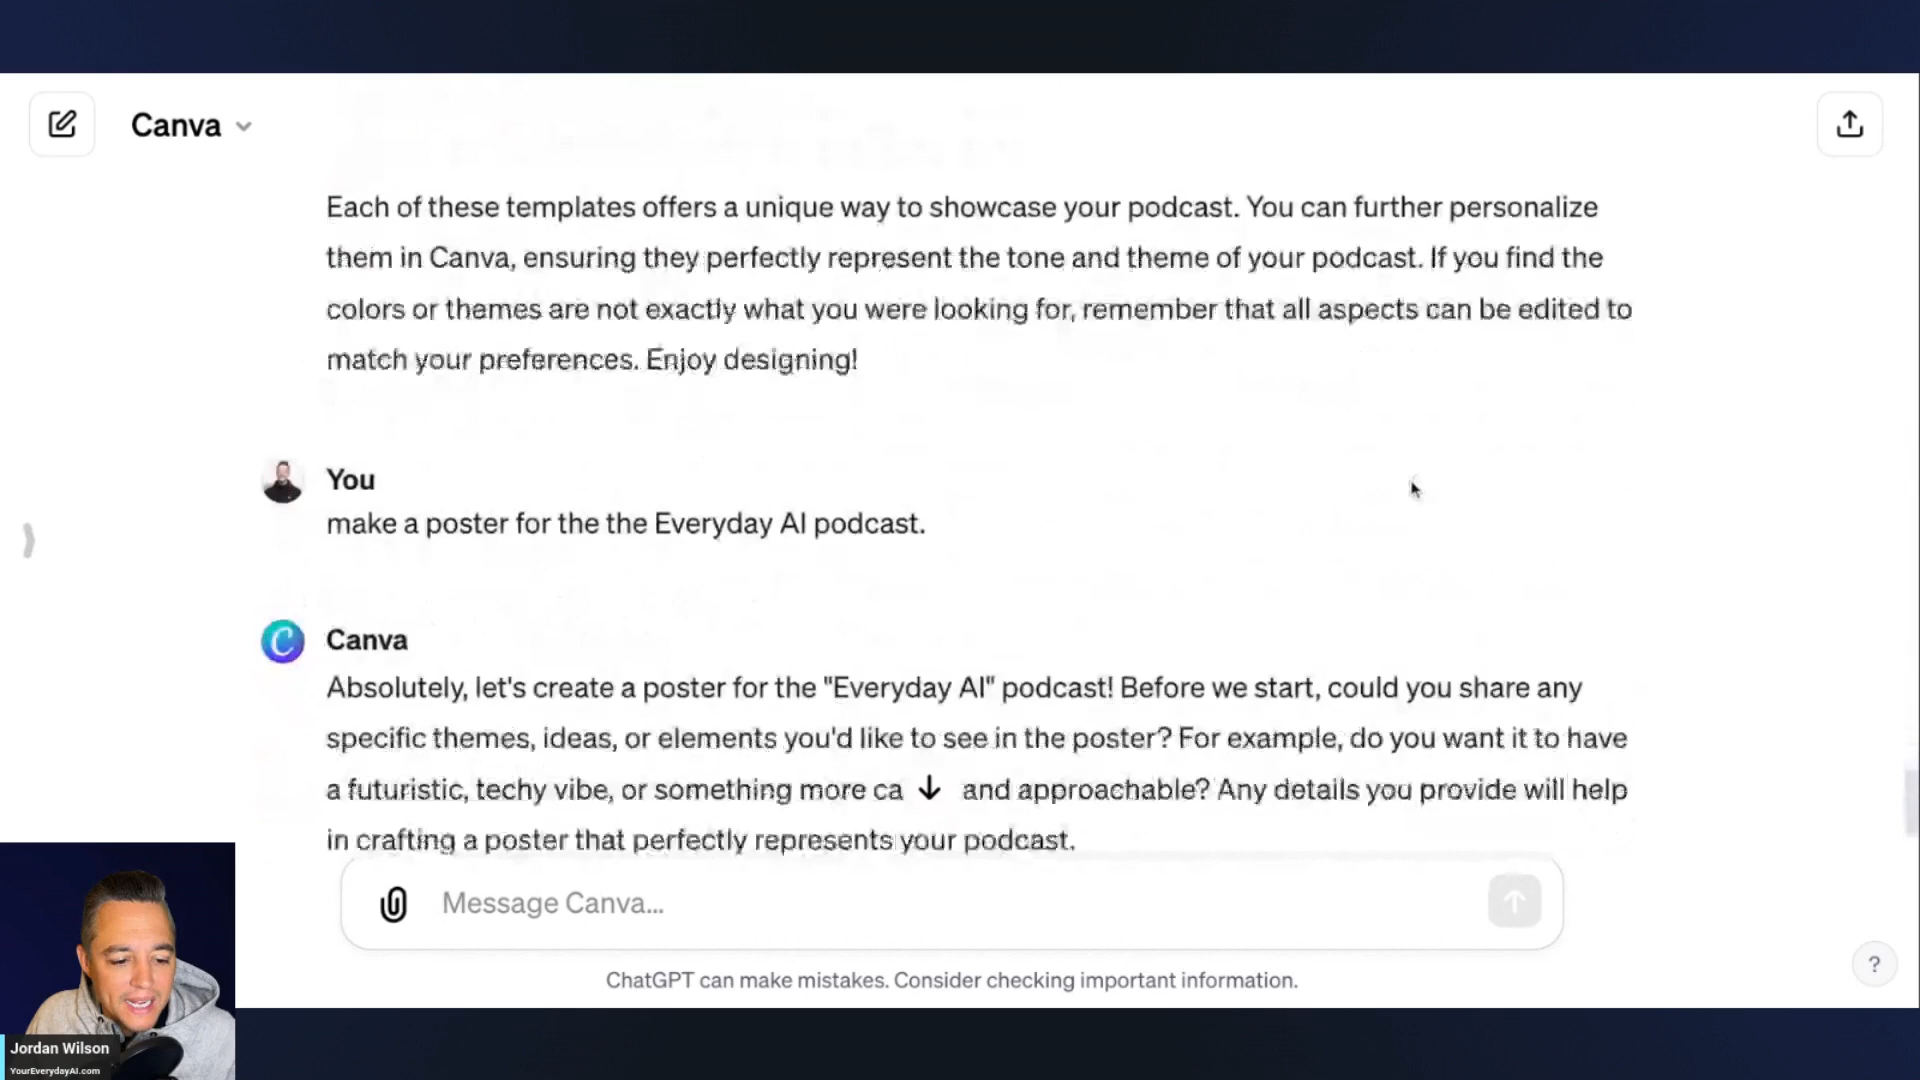 Canva
Each of these templates offers a unique way to showcase your podcast. You can further personalize
them in Canva, ensuring they perfectly represent the tone and theme of your podcast. If you find the
colors or themes are not exactly what you were looking for, remember that all aspects can be edited to
match your preferences. Enjoy designing!
You
make a poster for the the Everyday AI podcast.
C
Canva
Absolutely, let's create a poster for the "Everyday AI" podcast! Before we start, could you share any
specific themes, ideas, or elements you'd like to see in the poster? For example, do you want it to have
a futuristic, techy vibe, or something more ca and approachable? Any details you provide will help
in crafting a poster that perfectly represents your podcast.
Message Canva...
ChatGPT can make mistakes. Consider checking important information.
?
Jordan Wilson
YourEverydayAI.com